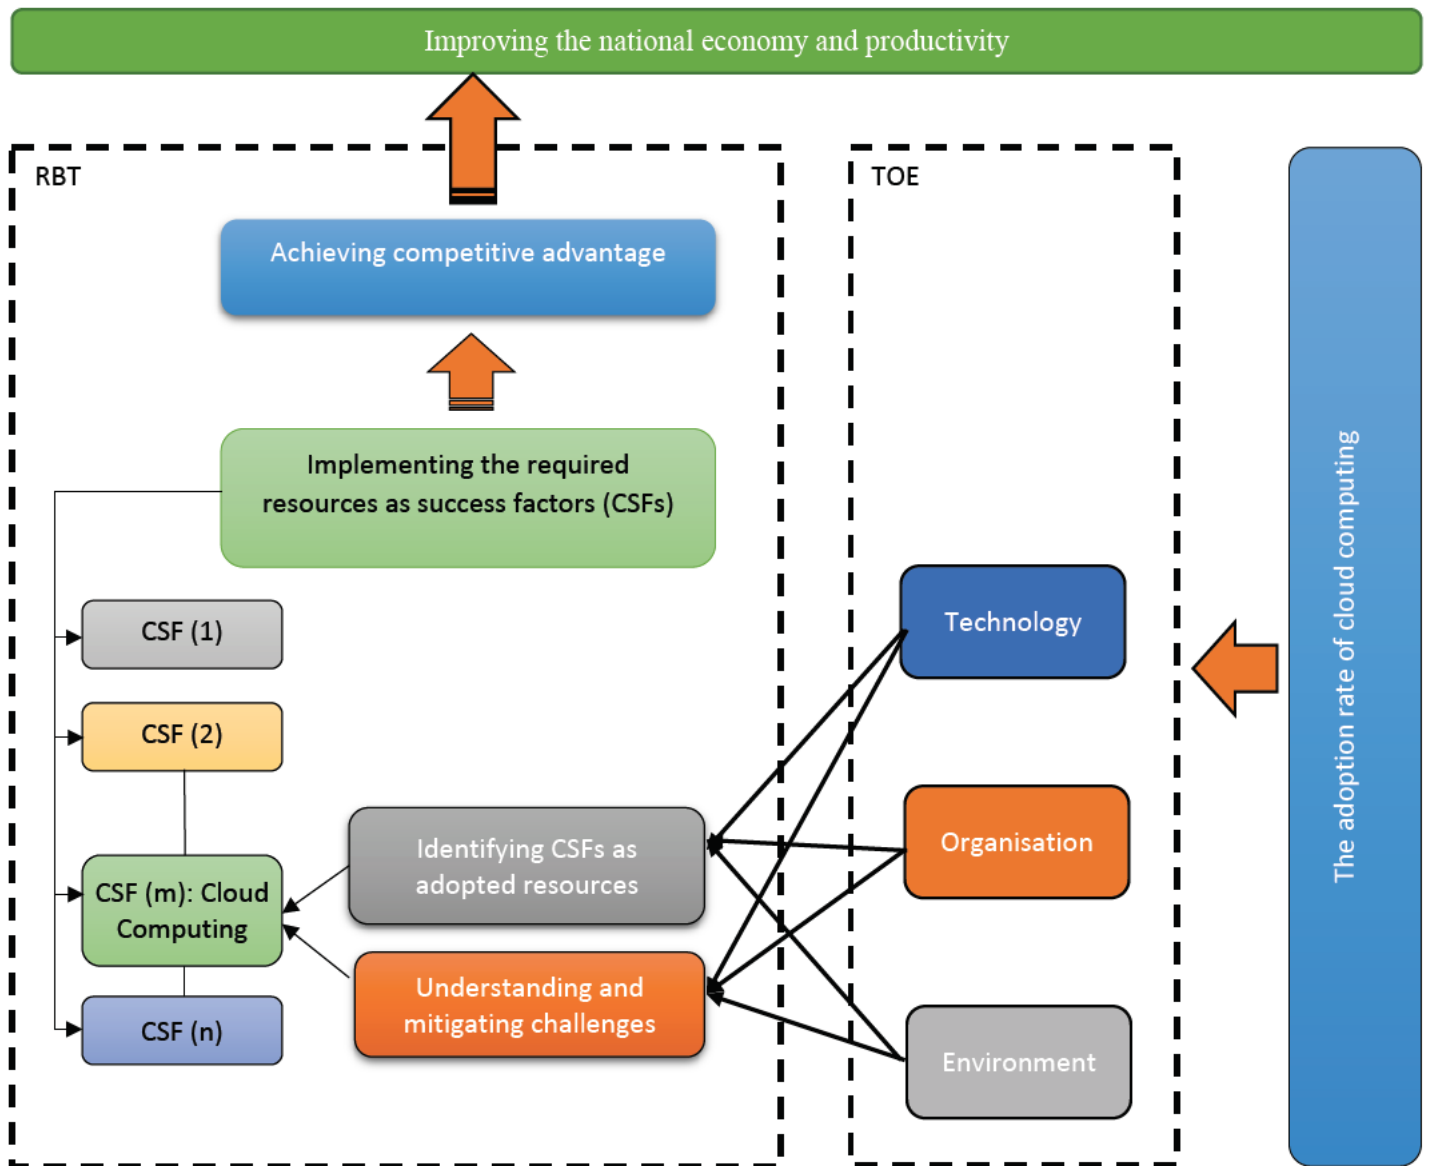 Improving the national economy and productivity
RBT
Achieving competitive advantage
Implementing the required
resources as success factors (CSFs)
CSF (1)
CSF (2)
CSF (m): Cloud
Computing
CSF (n)
Identifying CSFs as
adopted resources
Understanding and
mitigating challenges
TOE
Technology
Organisation
Environment
The adoption rate of cloud computing